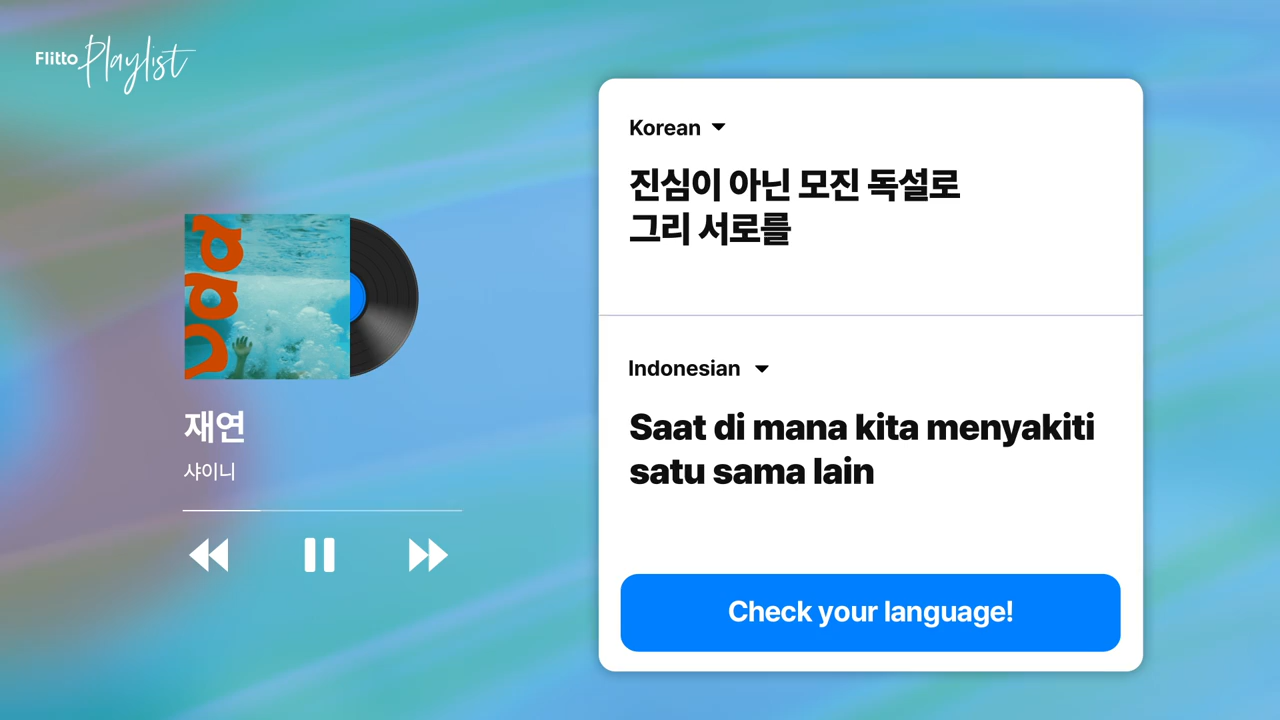 Flitto Playlist
Korean
진심이 아닌 모진 독설로
그리 서로를
재연
샤이니
Indonesian
Saat di mana kita menyakiti
satu sama lain
Check your language!